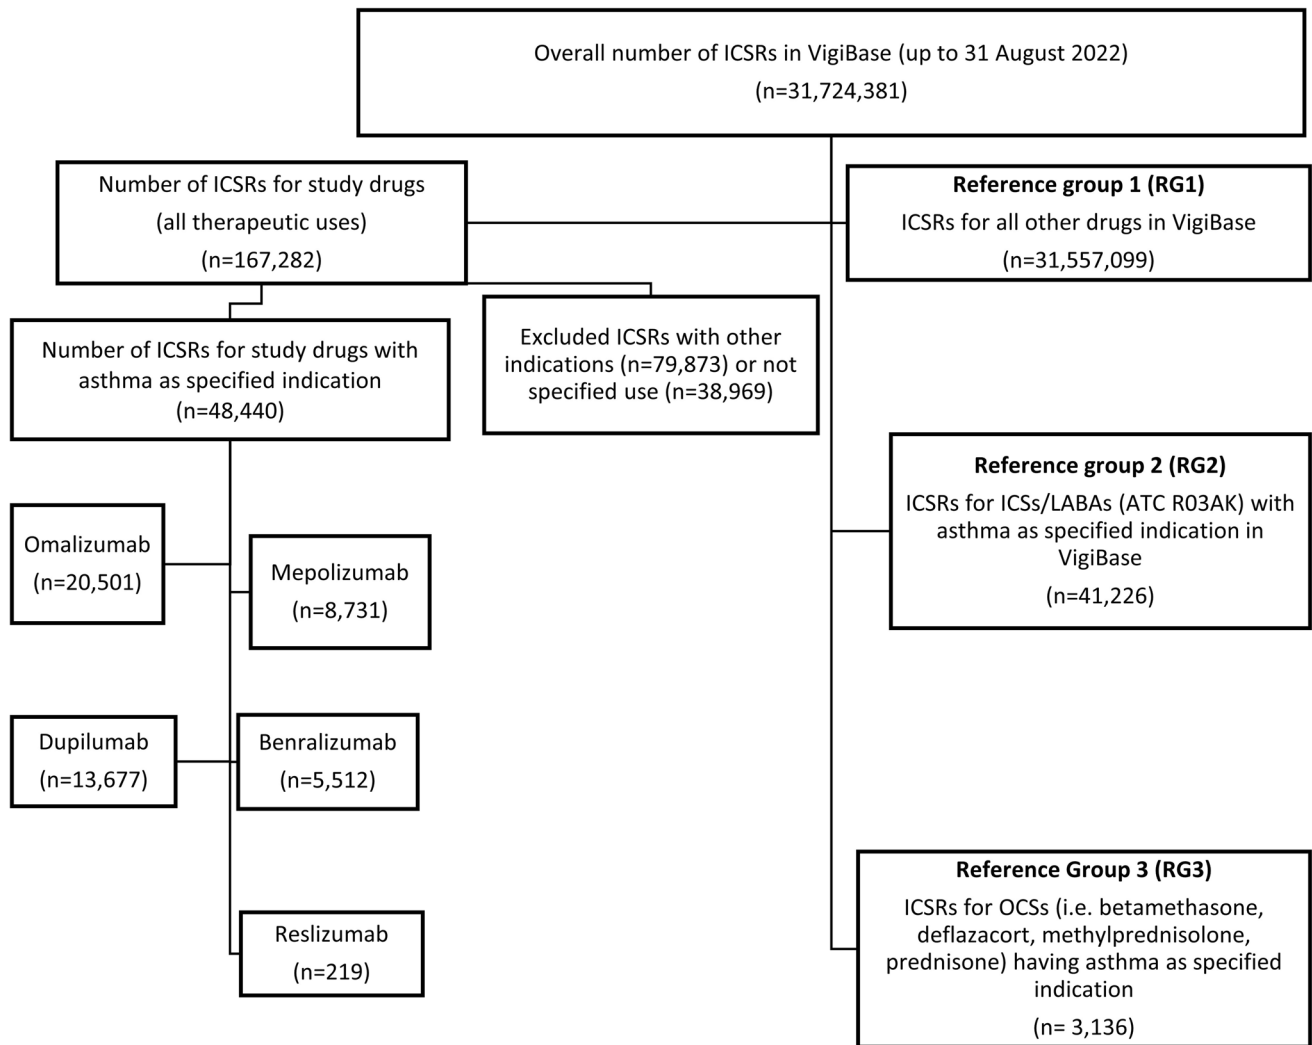 Overall number of ICSRs in VigiBase (up to 31 August 2022)
(n=31,724,381)
Number of ICSRs for study drugs
(all therapeutic uses)
(n=167,282)
Reference group 1 (RG1)
ICSRs for all other drugs in VigiBase
(n=31,557,099)
Number of ICSRs for study drugs with
asthma as specified indication
(n=48,440)
Excluded ICSRs with other
indications (n=79,873) or not
specified use (n=38,969)
Reference group 2 (RG2)
ICSRs for ICSs/LABAs (ATC R03AK) with
asthma as specified indication in
VigiBase
(n=41,226)
Omalizumab
(n=20,501)
Mepolizumab
(n=8,731)
Dupilumab
(n=13,677)
Benralizumab
(n=5,512)
Reslizumab
(n=219)
Reference Group 3 (RG3)
ICSRs for OCSs (i.e. betamethasone,
deflazacort, methylprednisolone,
prednisone) having asthma as specified
indication
(n= 3,136)